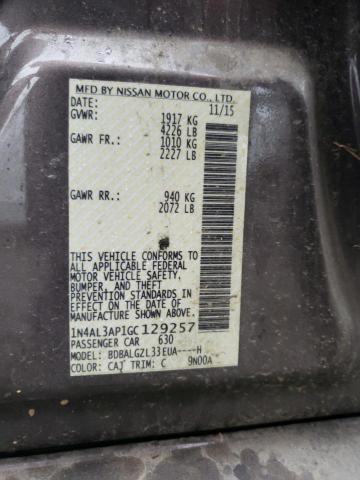 MFD BY NISSAN MOTOR CO., LTD.
DATE: 11/15
GVWR: 1917 KG
4226 LB
GAWR FR.: 1010 KG
2227 LB
GAWR RR.: 940 KG
2072 LB
THIS VEHICLE CONFORMS
TO ALL APPLICABLE FEDERAL
MOTOR VEHICLE SAFETY,
BUMPER, AND THEFT
PREVENTION STANDARDS
IN EFFECT ON THE DATE OF
MANUFACTURE SHOWN ABOVE.
1N4AL3AP1GC129257
PASSENGER CAR 630
MODEL: BDBALGZL33EUA----H
COLOR: CAJ TRIM: C 9N00A